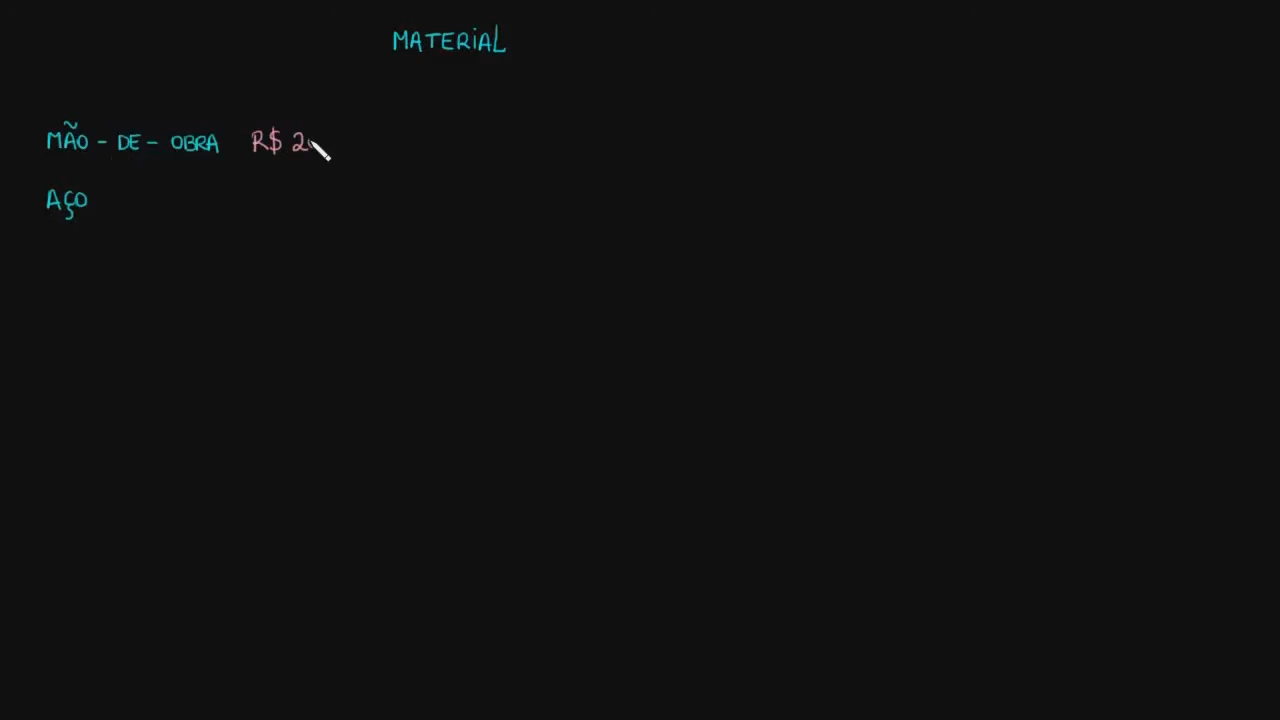 MATERiAL
MÃO - DE - OBRA R$ 2
AÇO